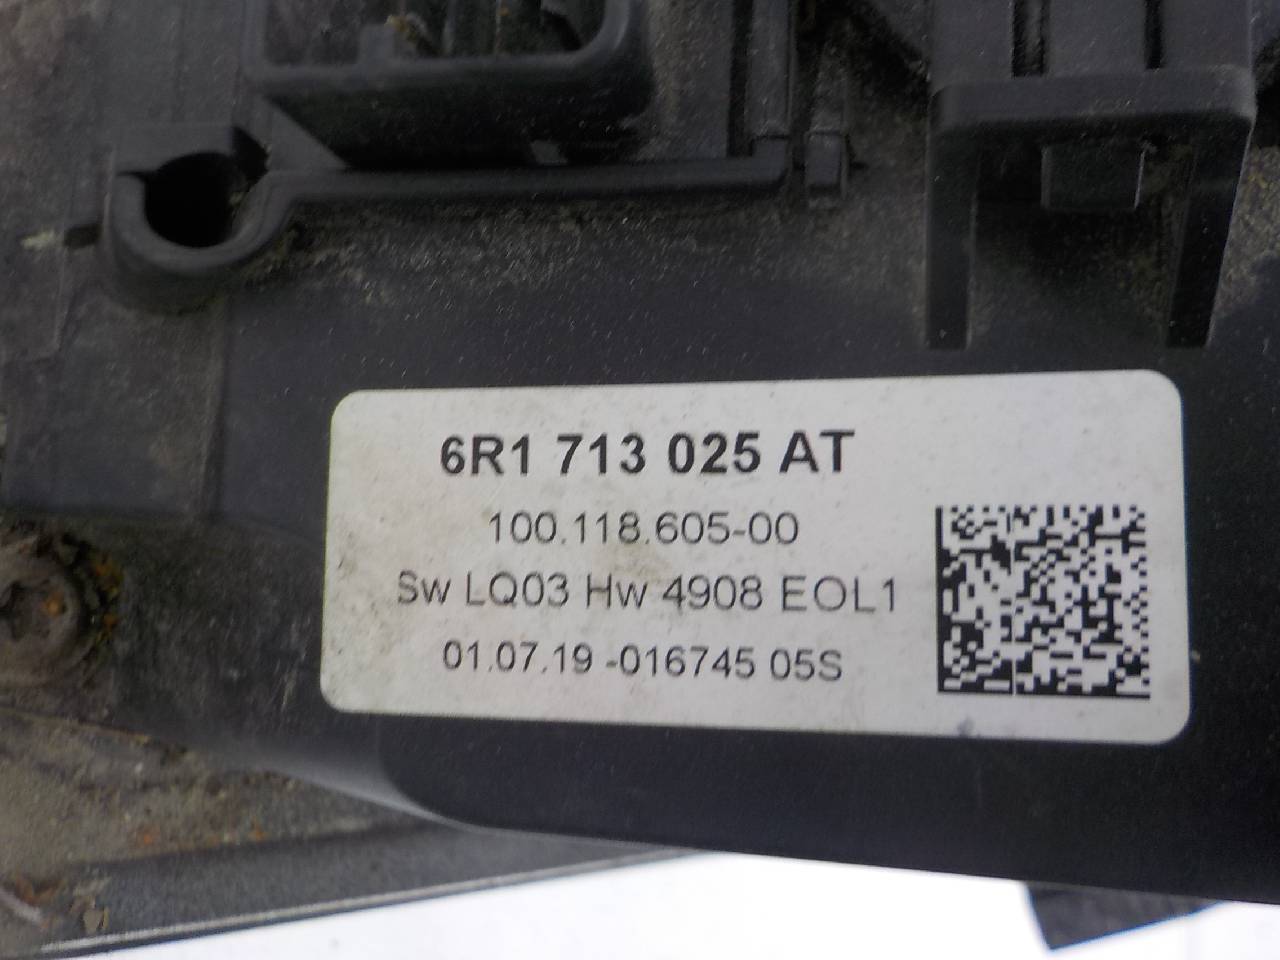 6R1 713 025 AT
100.118.605-00
Sw LQ03 Hw 4908 EOL1
01.07.19 -016745 05S